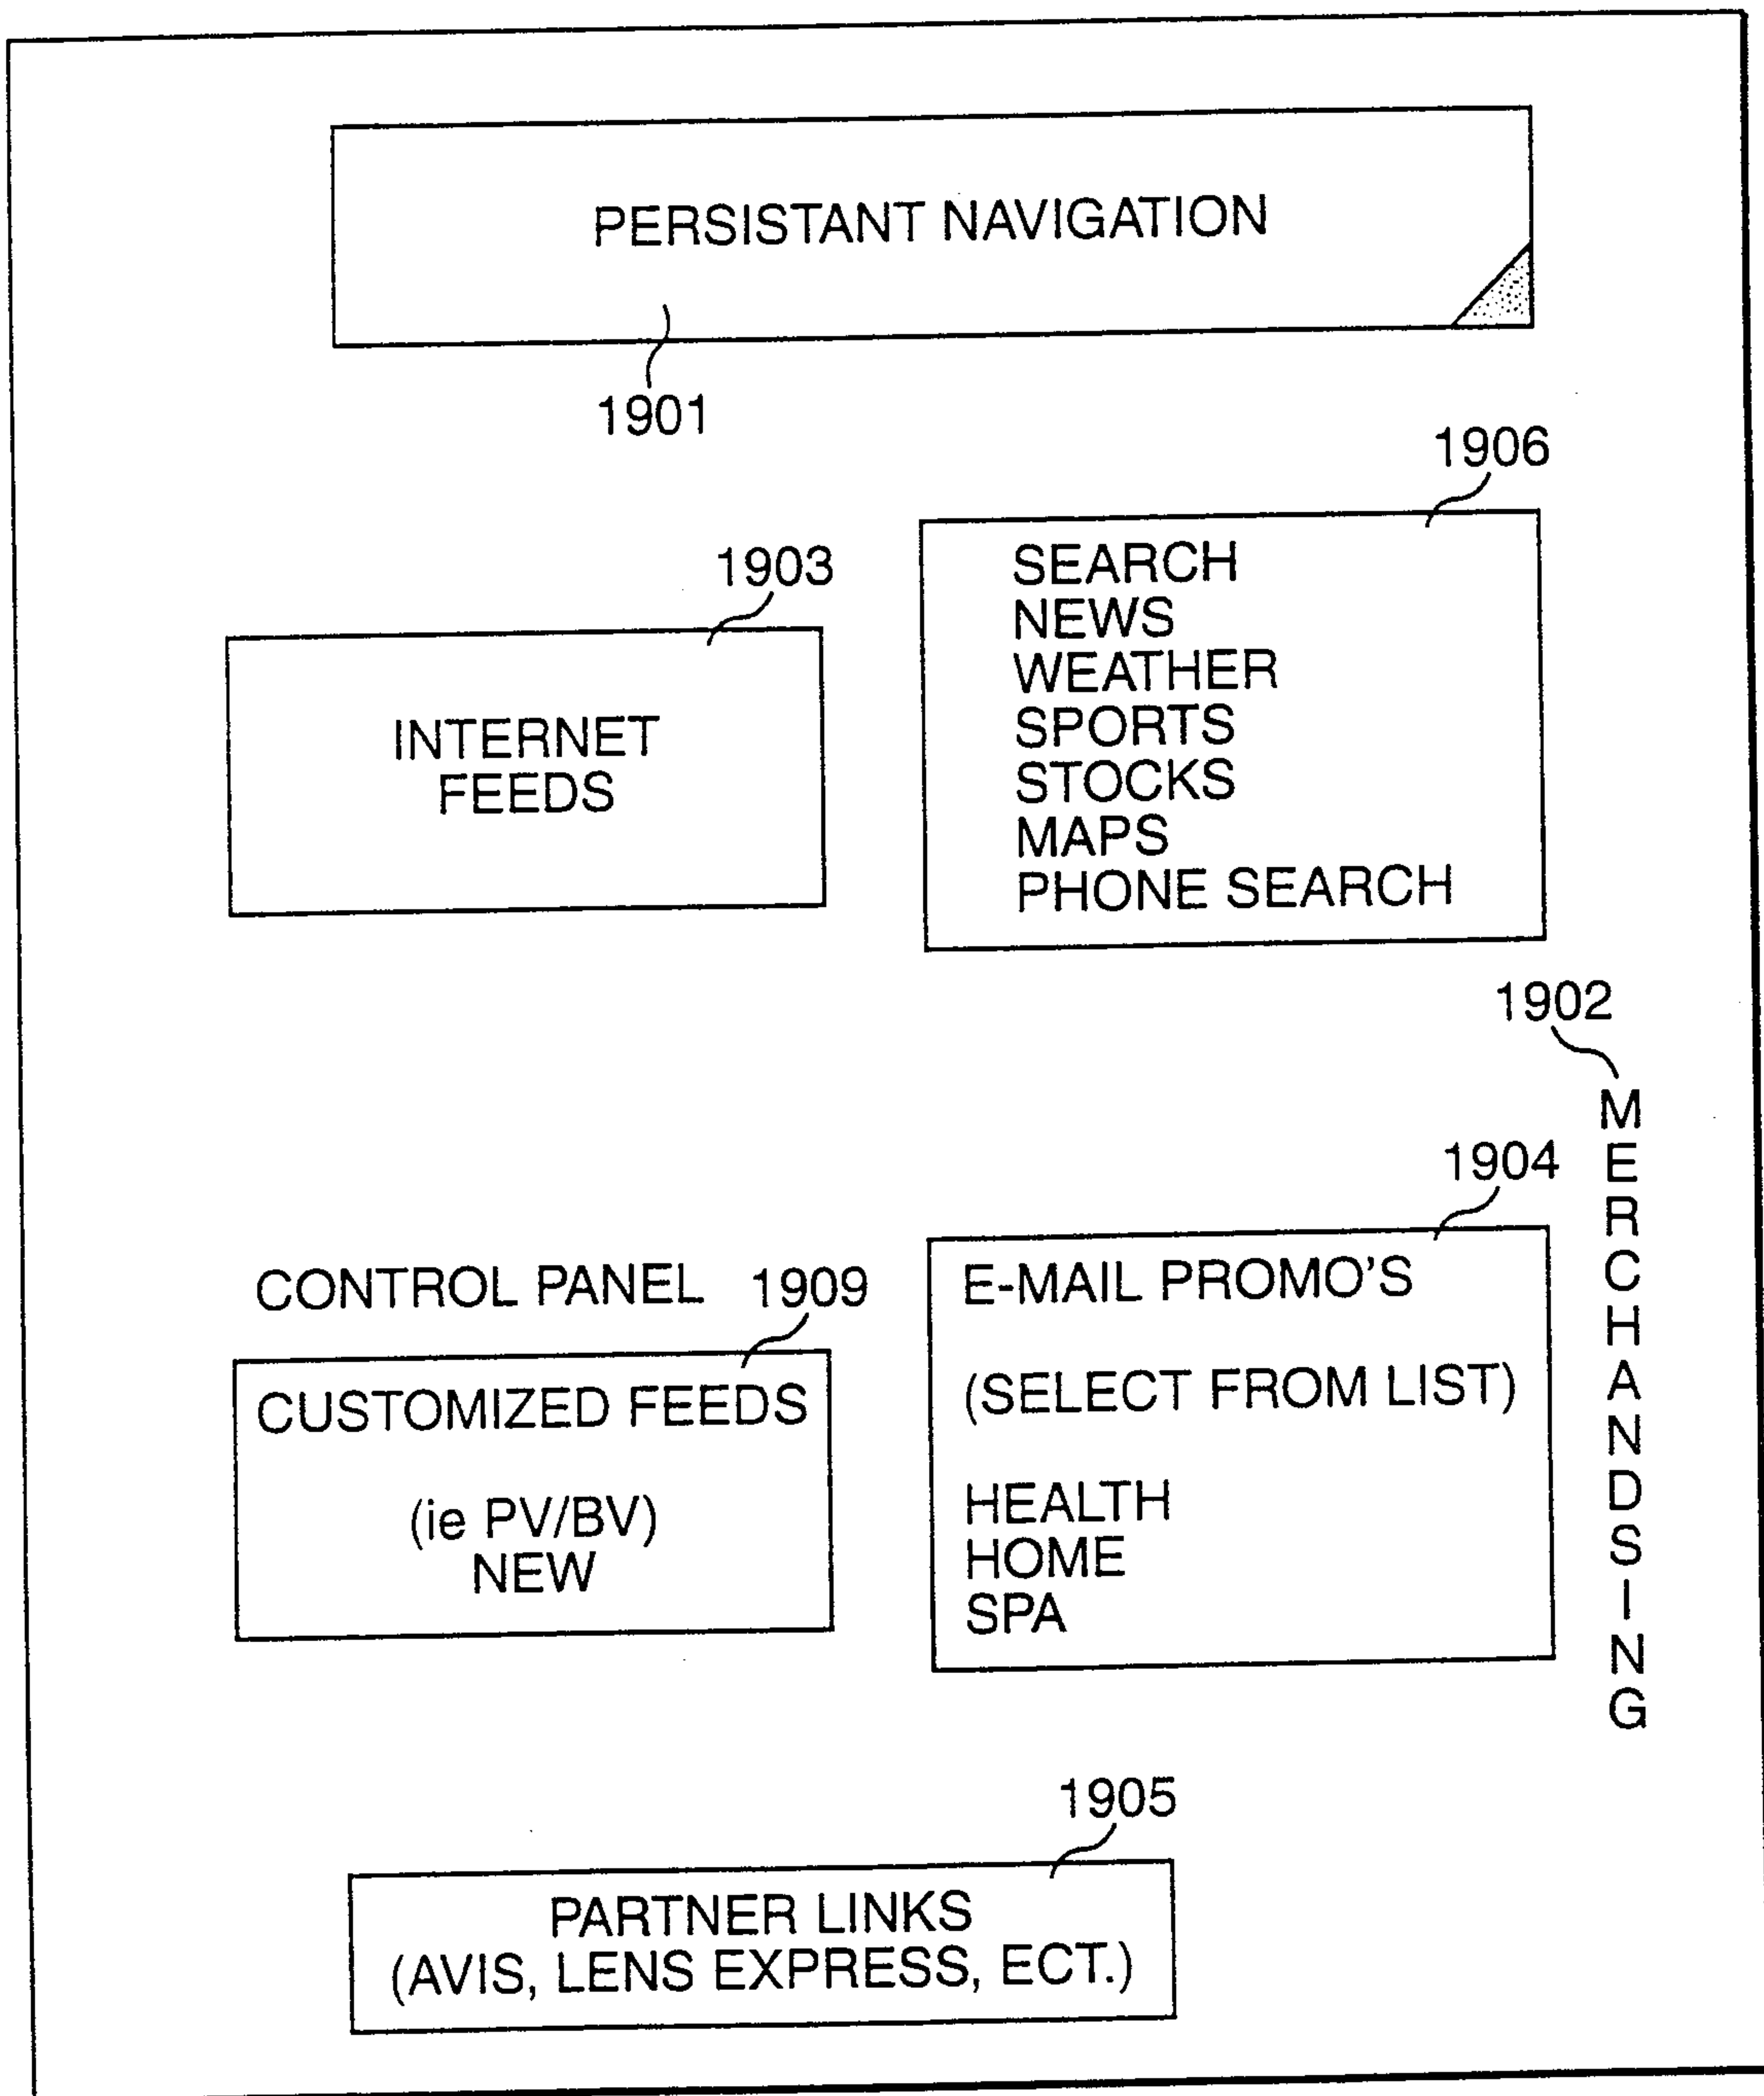 PERSISTANT NAVIGATION
1901
1906
SEARCH
NEWS
WEATHER
SPORTS
STOCKS
MAPS
PHONE SEARCH
1903
INTERNET
FEEDS
1902
MERCHANDSING
CONTROL PANEL
1909
CUSTOMIZED FEEDS
(ie PV/BV)
NEW
1904
E-MAIL PROMO'S
(SELECT FROM LIST)
HEALTH
HOME
SPA
1905
PARTNER LINKS
(AVIS, LENS EXPRESS, ECT.)